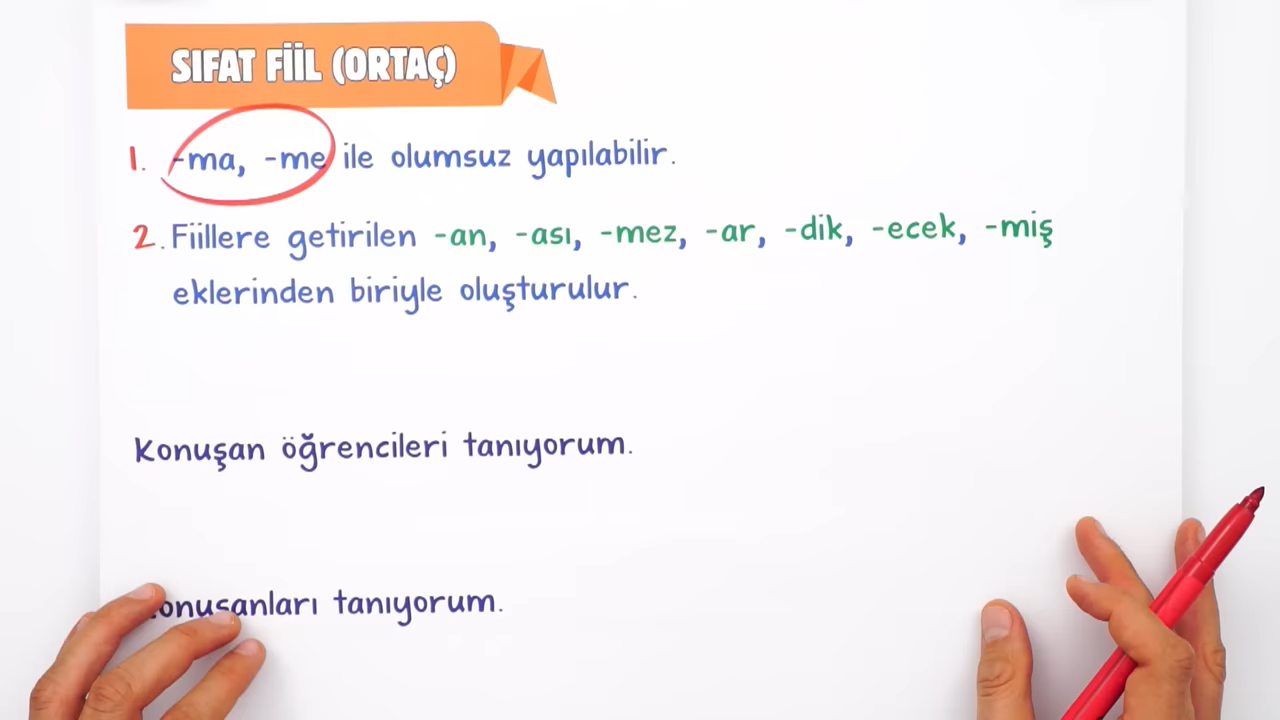 SIFAT FİİL (ORTAÇ)
1. -ma, -me ile olumsuz yapılabilir.
2. Fiillere getirilen -an, -ası, -mez, -ar, -dik, -ecek, -miş
eklerinden biriyle oluşturulur.
Konuşan öğrencileri tanıyorum.
tanıyorum.